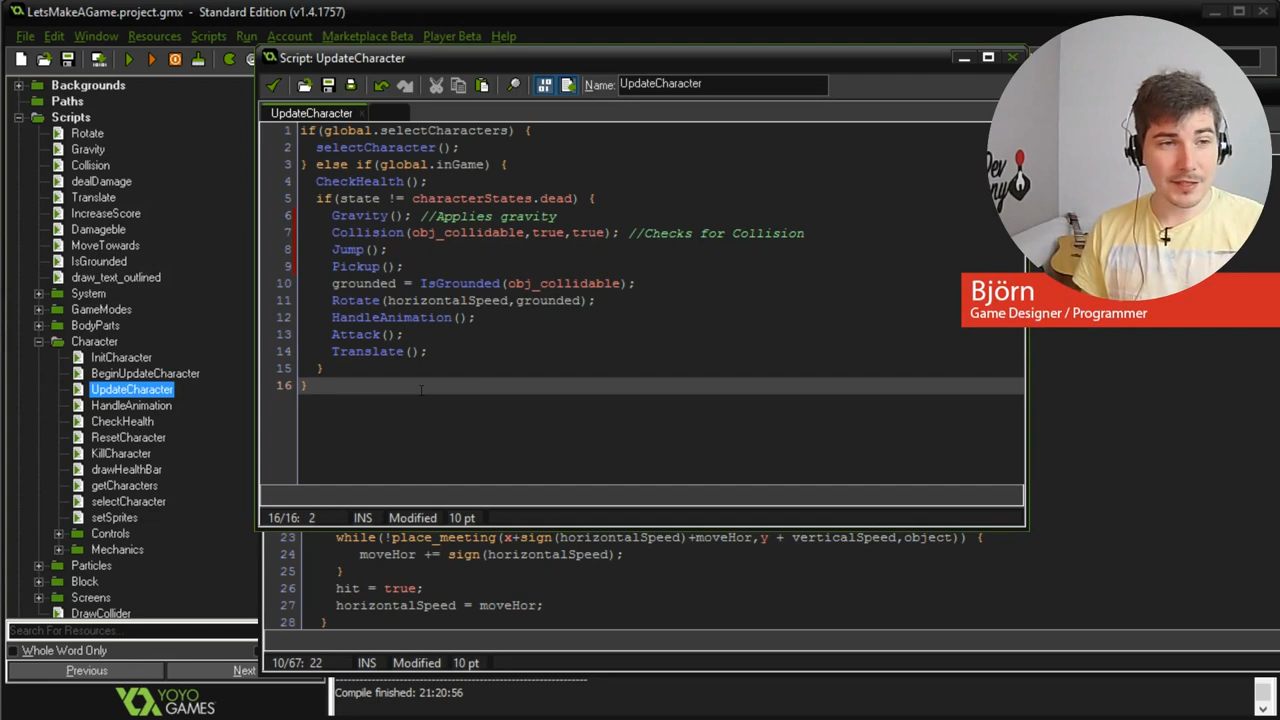 LetsMakeAGame.project.gmx - Standard Edition (v1.4.1757)
File Edit Window Resources Scripts Run Account Marketplace Beta Player Beta Help
Backgrounds
Paths
Scripts
Rotate
Gravity
Collision
dealDamage
Translate
IncreaseScore
Damageble
MoveTowards
IsGrounded
draw_text_outlined
System
GameModes
BodyParts
Character
InitCharacter
BeginUpdateCharacter
UpdateCharacter
HandleAnimation
CheckHealth
ResetCharacter
KillCharacter
drawHealthBar
getCharacters
selectCharacter
setSprites
Controls
Mechanics
Particles
Block
Screens
DrawCollider
Search For Resources...
Whole Word Only
Previous Next
YOYO
GAMES™
Script: UpdateCharacter
Name: UpdateCharacter
UpdateCharacter
1 if(global.selectCharacters) {
2 selectCharacter();
3 } else if(global.inGame) {
4 CheckHealth();
5 if(state != characterStates.dead) {
6 Gravity(); //Applies gravity
7 Collision(obj_collidable,true,true); //Checks for Collision
8 Jump();
9 Pickup();
10 grounded = IsGrounded(obj_collidable);
11 Rotate(horizontalSpeed,grounded);
12 HandleAnimation();
13 Attack();
14 Translate();
15 }
16 }
16/16: 2 INS Modified 10 pt
23 while(!place_meeting(x+sign(horizontalSpeed)+moveHor,y + verticalSpeed,object)) {
24 moveHor += sign(horizontalSpeed);
25 }
26 hit = true;
27 horizontalSpeed = moveHor;
28 }
10/67: 22 INS Modified 10 pt
Compile finished: 21:20:56
Björn
Game Designer / Programmer